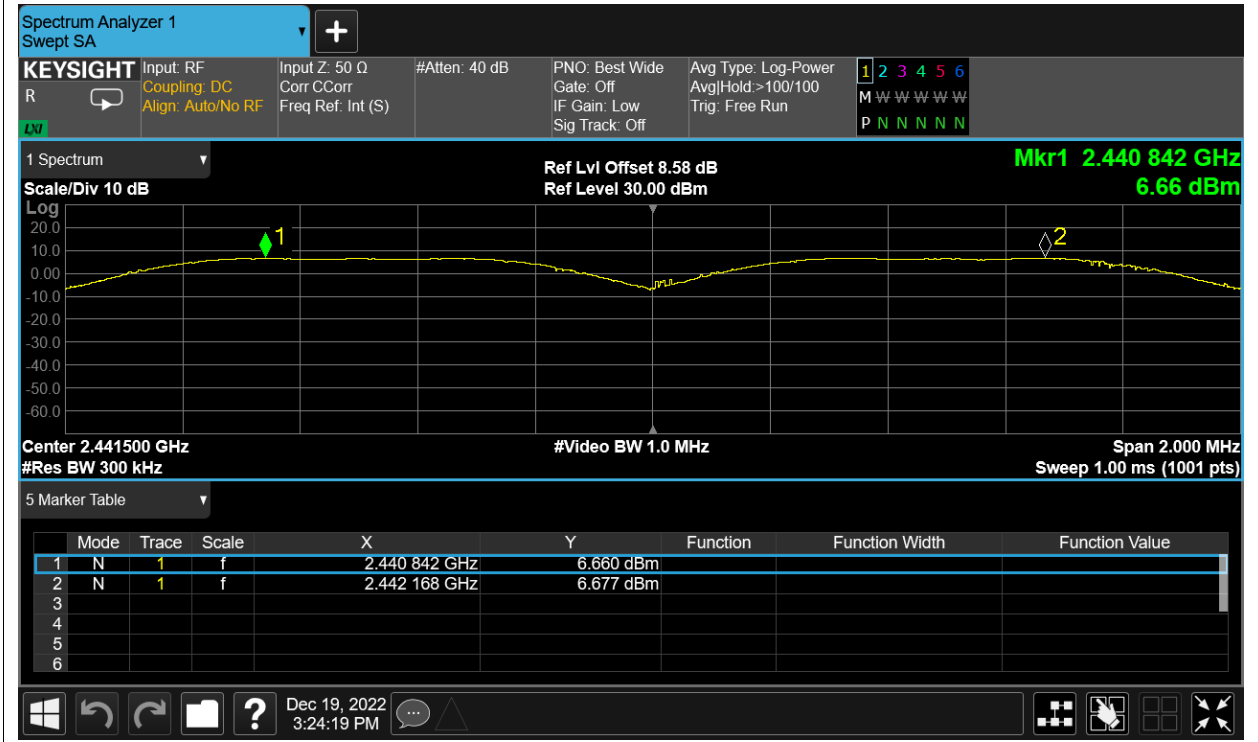 Spectrum Analyzer 1
Swept SA
KEYSIGHT
R
LXI
Input: RF
Coupling: DC
Align: Auto/No RF
Input Z: 50 Ω
Corr CCorr
Freq Ref: Int (S)
#Atten: 40 dB
PNO: Best Wide
Gate: Off
IF Gain: Low
Sig Track: Off
Avg Type: Log-Power
Avg|Hold:>100/100
Trig: Free Run
1 2 3 4 5 6
M W W W W W
P N N N N N
1 Spectrum
Scale/Div 10 dB
Ref Lvl Offset 8.58 dB
Ref Level 30.00 dBm
Mkr1 2.440 842 GHz
6.66 dBm
Log
20.0
10.0
0.00
-10.0
-20.0
-30.0
-40.0
-50.0
-60.0
1
2
Center 2.441500 GHz
#Res BW 300 kHz
#Video BW 1.0 MHz
Span 2.000 MHz
Sweep 1.00 ms (1001 pts)
5 Marker Table
Mode Trace Scale X Y Function Function Width Function Value
1 N 1 f 2.440 842 GHz 6.660 dBm
2 N 1 f 2.442 168 GHz 6.677 dBm
3
4
5
6
?
Dec 19, 2022
3:24:19 PM